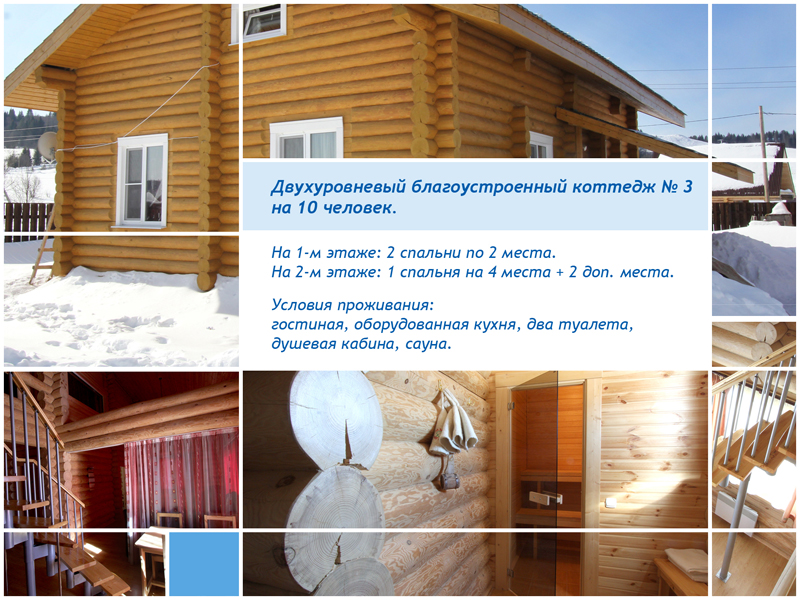 Двухуровневый благоустроенный коттедж № 3
на 10 человек.
На 1-м этаже: 2 спальни по 2 места.
На 2-м этаже: 1 спальня на 4 места + 2 доп. места.
Условия проживания:
гостиная, оборудованная кухня, два туалета,
душевая кабина, сауна.